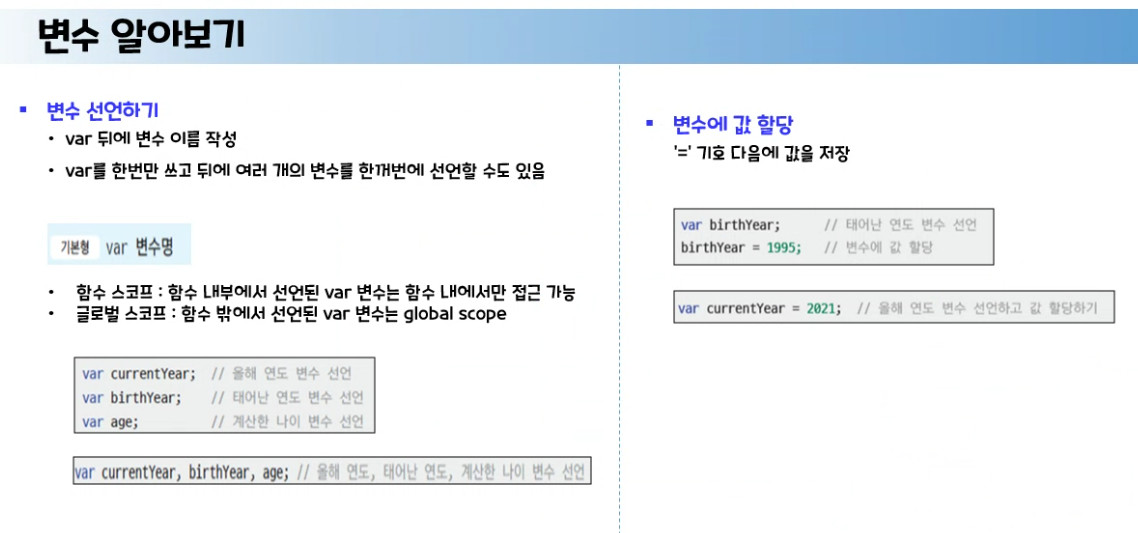 변수 알아보기
▪ 변수 선언하기
• var 뒤에 변수 이름 작성
• var를 한번만 쓰고 뒤에 여러 개의 변수를 한꺼번에 선언할 수도 있음
기본형 var 변수명
• 함수 스코프 : 함수 내부에서 선언된 var 변수는 함수 내에서만 접근 가능
• 글로벌 스코프 : 함수 밖에서 선언된 var 변수는 global scope
var currentYear; // 올해 연도 변수 선언
var birthYear; // 태어난 연도 변수 선언
var age; // 계산한 나이 변수 선언
var currentYear, birthYear, age; // 올해 연도, 태어난 연도, 계산한 나이 변수 선언
▪ 변수에 값 할당
'=' 기호 다음에 값을 저장
var birthYear; // 태어난 연도 변수 선언
birthYear = 1995; // 변수에 값 할당
var currentYear = 2021; // 올해 연도 변수 선언하고 값 할당하기